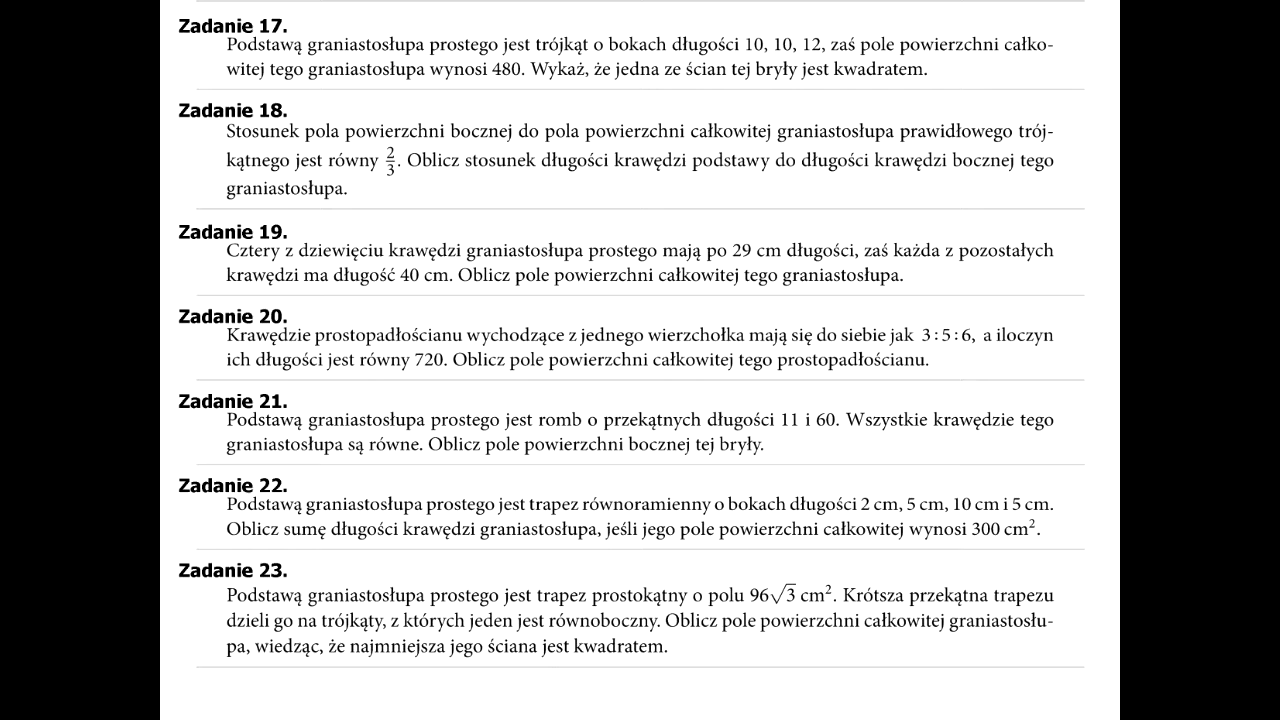 Zadanie 17.
Podstawą graniastosłupa prostego jest trójkąt o bokach długości 10, 10, 12, zaś pole powierzchni całko-
witej tego graniastosłupa wynosi 480. Wykaż, że jedna ze ścian tej bryły jest kwadratem.
Zadanie 18.
Stosunek pola powierzchni bocznej do pola powierzchni całkowitej graniastosłupa prawidłowego trój-
kątnego jest równy 2/3. Oblicz stosunek długości krawędzi podstawy do długości krawędzi bocznej tego
graniastosłupa.
Zadanie 19.
Cztery z dziewięciu krawędzi graniastosłupa prostego mają po 29 cm długości, zaś każda z pozostałych
krawędzi ma długość 40 cm. Oblicz pole powierzchni całkowitej tego graniastosłupa.
Zadanie 20.
Krawędzie prostopadłościanu wychodzące z jednego wierzchołka mają się do siebie jak 3 : 5 : 6, a iloczyn
ich długości jest równy 720. Oblicz pole powierzchni całkowitej tego prostopadłościanu.
Zadanie 21.
Podstawą graniastosłupa prostego jest romb o przekątnych długości 11 i 60. Wszystkie krawędzie tego
graniastosłupa są równe. Oblicz pole powierzchni bocznej tej bryły.
Zadanie 22.
Podstawą graniastosłupa prostego jest trapez równoramienny o bokach długości 2 cm, 5 cm, 10 cm i 5 cm.
Oblicz sumę długości krawędzi graniastosłupa, jeśli jego pole powierzchni całkowitej wynosi 300 cm².
Zadanie 23.
Podstawą graniastosłupa prostego jest trapez prostokątny o polu 96√3 cm². Krótsza przekątna trapezu
dzieli go na trójkąty, z których jeden jest równoboczny. Oblicz pole powierzchni całkowitej graniastosłu-
pa, wiedząc, że najmniejsza jego ściana jest kwadratem.